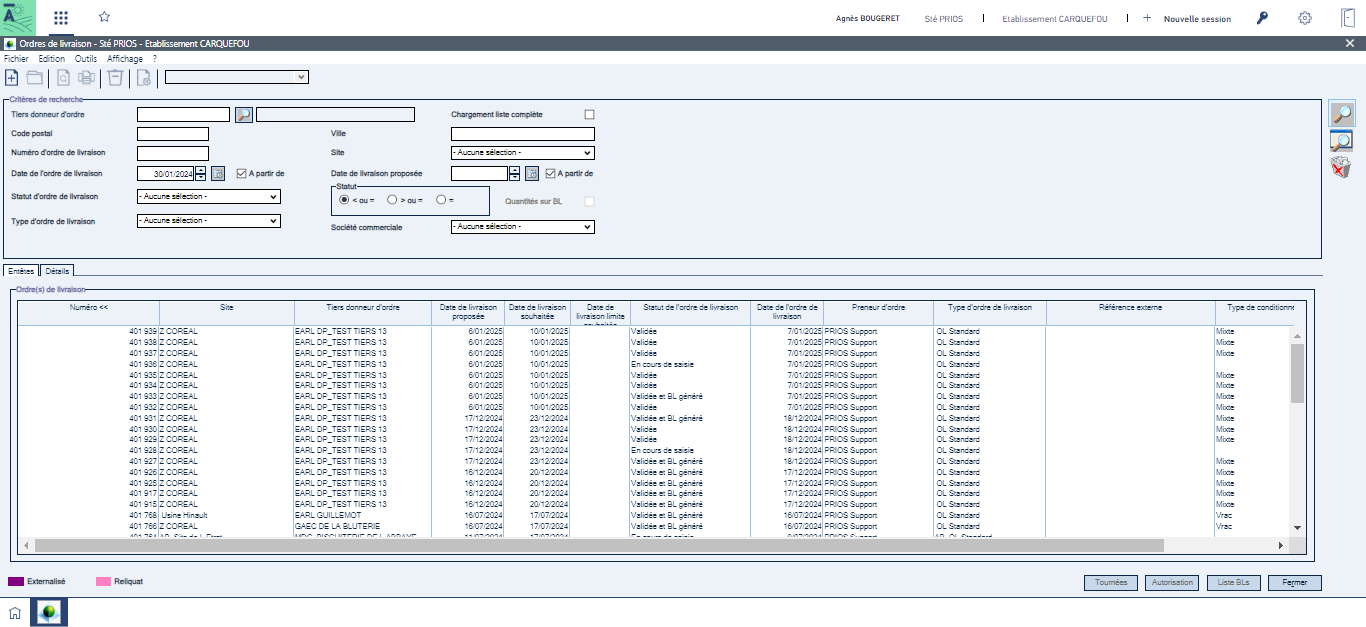 Agnès BOUGERET Sté PRIOS | Etablissement CARQUEFOU | + Nouvelle session
Ordres de livraison - Sté PRIOS - Etablissement CARQUEFOU
Fichier Edition Outils Affichage ?
Critères de recherche
Tiers donneur d'ordre Chargement liste complète
Code postal Ville
Numéro d'ordre de livraison Site - Aucune sélection -
Date de l'ordre de livraison 30/01/2024 A partir de Date de livraison proposée A partir de
Statut d'ordre de livraison - Aucune sélection - Statut < ou = > ou = = Quantités sur BL
Type d'ordre de livraison - Aucune sélection - Société commerciale - Aucune sélection -
Entêtes Détails
Ordre(s) de livraison
Numéro << Site Tiers donneur d'ordre Date de livraison proposée Date de livraison souhaitée Date de livraison limite souhaitée Statut de l'ordre de livraison Date de l'ordre de livraison Preneur d'ordre Type d'ordre de livraison Référence externe Type de conditionne
401 939 Z COREAL EARL DP_TEST TIERS 13 6/01/2025 10/01/2025 Validée 7/01/2025 PRIOS Support OL Standard Mixte
401 938 Z COREAL EARL DP_TEST TIERS 13 6/01/2025 10/01/2025 Validée 7/01/2025 PRIOS Support OL Standard Mixte
401 937 Z COREAL EARL DP_TEST TIERS 13 6/01/2025 10/01/2025 Validée 7/01/2025 PRIOS Support OL Standard Mixte
401 936 Z COREAL EARL DP_TEST TIERS 13 6/01/2025 10/01/2025 En cours de saisie 7/01/2025 PRIOS Support OL Standard
401 935 Z COREAL EARL DP_TEST TIERS 13 6/01/2025 10/01/2025 Validée 7/01/2025 PRIOS Support OL Standard Mixte
401 934 Z COREAL EARL DP_TEST TIERS 13 6/01/2025 10/01/2025 Validée 7/01/2025 PRIOS Support OL Standard Mixte
401 933 Z COREAL EARL DP_TEST TIERS 13 6/01/2025 10/01/2025 Validée et BL généré 7/01/2025 PRIOS Support OL Standard Mixte
401 932 Z COREAL EARL DP_TEST TIERS 13 6/01/2025 10/01/2025 Validée 7/01/2025 PRIOS Support OL Standard Mixte
401 931 Z COREAL EARL DP_TEST TIERS 13 17/12/2024 23/12/2024 Validée et BL généré 18/12/2024 PRIOS Support OL Standard Mixte
401 930 Z COREAL EARL DP_TEST TIERS 13 17/12/2024 23/12/2024 Validée 18/12/2024 PRIOS Support OL Standard Mixte
401 929 Z COREAL EARL DP_TEST TIERS 13 17/12/2024 23/12/2024 Validée 18/12/2024 PRIOS Support OL Standard Mixte
401 928 Z COREAL EARL DP_TEST TIERS 13 17/12/2024 23/12/2024 En cours de saisie 18/12/2024 PRIOS Support OL Standard
401 927 Z COREAL EARL DP_TEST TIERS 13 17/12/2024 23/12/2024 Validée et BL généré 18/12/2024 PRIOS Support OL Standard Mixte
401 926 Z COREAL EARL DP_TEST TIERS 13 16/12/2024 20/12/2024 Validée et BL généré 17/12/2024 PRIOS Support OL Standard Mixte
401 925 Z COREAL EARL DP_TEST TIERS 13 16/12/2024 20/12/2024 Validée et BL généré 17/12/2024 PRIOS Support OL Standard Mixte
401 917 Z COREAL EARL DP_TEST TIERS 13 16/12/2024 20/12/2024 Validée et BL généré 17/12/2024 PRIOS Support OL Standard Mixte
401 915 Z COREAL EARL DP_TEST TIERS 13 16/12/2024 20/12/2024 Validée et BL généré 17/12/2024 PRIOS Support OL Standard Mixte
401 768 Usine Hinault EARL GUILLEMOT 16/07/2024 17/07/2024 Validée et BL généré 16/07/2024 PRIOS Support OL Standard Vrac
401 766 Z COREAL GAEC DE LA BLUTERIE 16/07/2024 17/07/2024 Validée et BL généré 16/07/2024 PRIOS Support OL Standard Vrac
Externalisé Reliquat
Tournées Autorisation Liste BLs Fermer